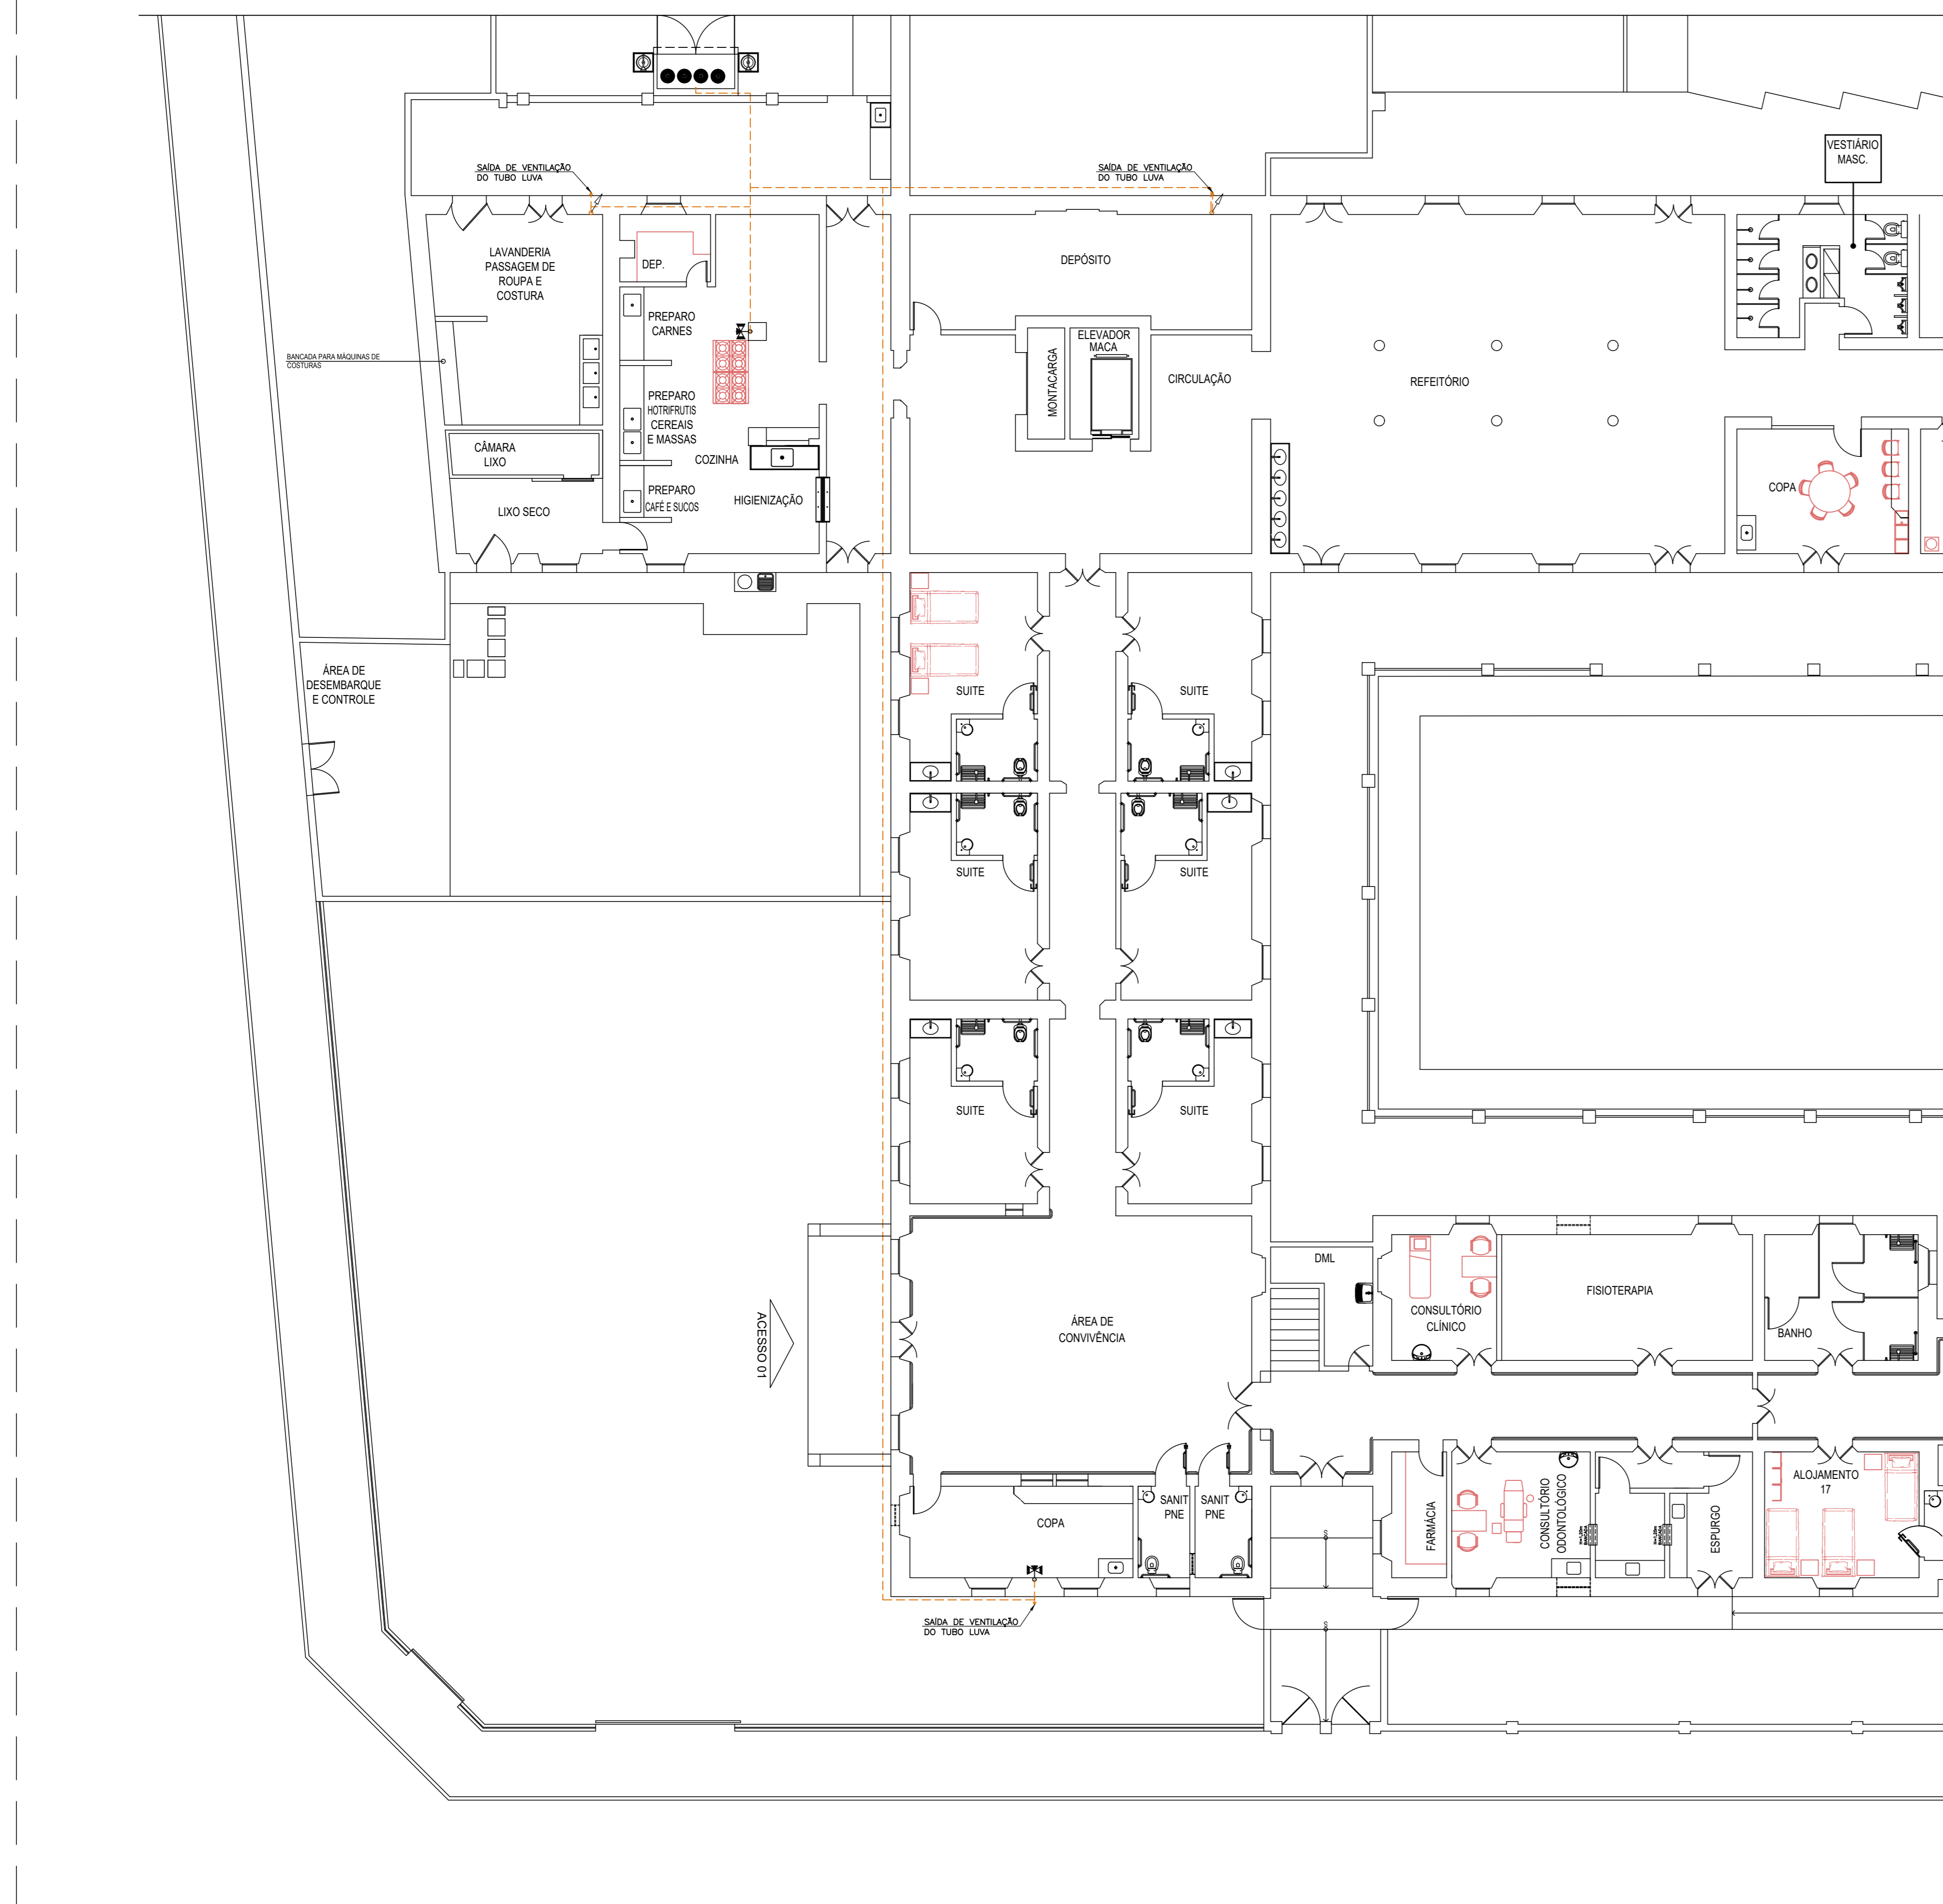 VESTIÁRIO
MASC.
SAÍDA DE VENTILAÇÃO
DO TUBO LUVA
SAÍDA DE VENTILAÇÃO
DO TUBO LUVA
LAVANDERIA
PASSAGEM DE
ROUPA E
COSTURA
DEP.
DEPÓSITO
PREPARO
CARNES
ELEVADOR
MACA
MONTACARGA
CIRCULAÇÃO
REFEITÓRIO
BANCADA PARA MÁQUINAS DE
COSTURAS
PREPARO
HOTRIFRUTIS
CEREAIS
E MASSAS
CÂMARA
LIXO
COZINHA
PREPARO
CAFÉ E SUCOS
HIGIENIZAÇÃO
LIXO SECO
COPA
ÁREA DE
DESEMBARQUE
E CONTROLE
SUITE
SUITE
SUITE
SUITE
SUITE
SUITE
DML
ACESSO 01
ÁREA DE
CONVIVÊNCIA
CONSULTÓRIO
CLÍNICO
FISIOTERAPIA
BANHO
COPA
SANIT
PNE
SANIT
PNE
FARMÁCIA
CONSULTÓRIO
ODONTOLÓGICO
ESPURGO
ALOJAMENTO
17
S
S
SAÍDA DE VENTILAÇÃO
DO TUBO LUVA